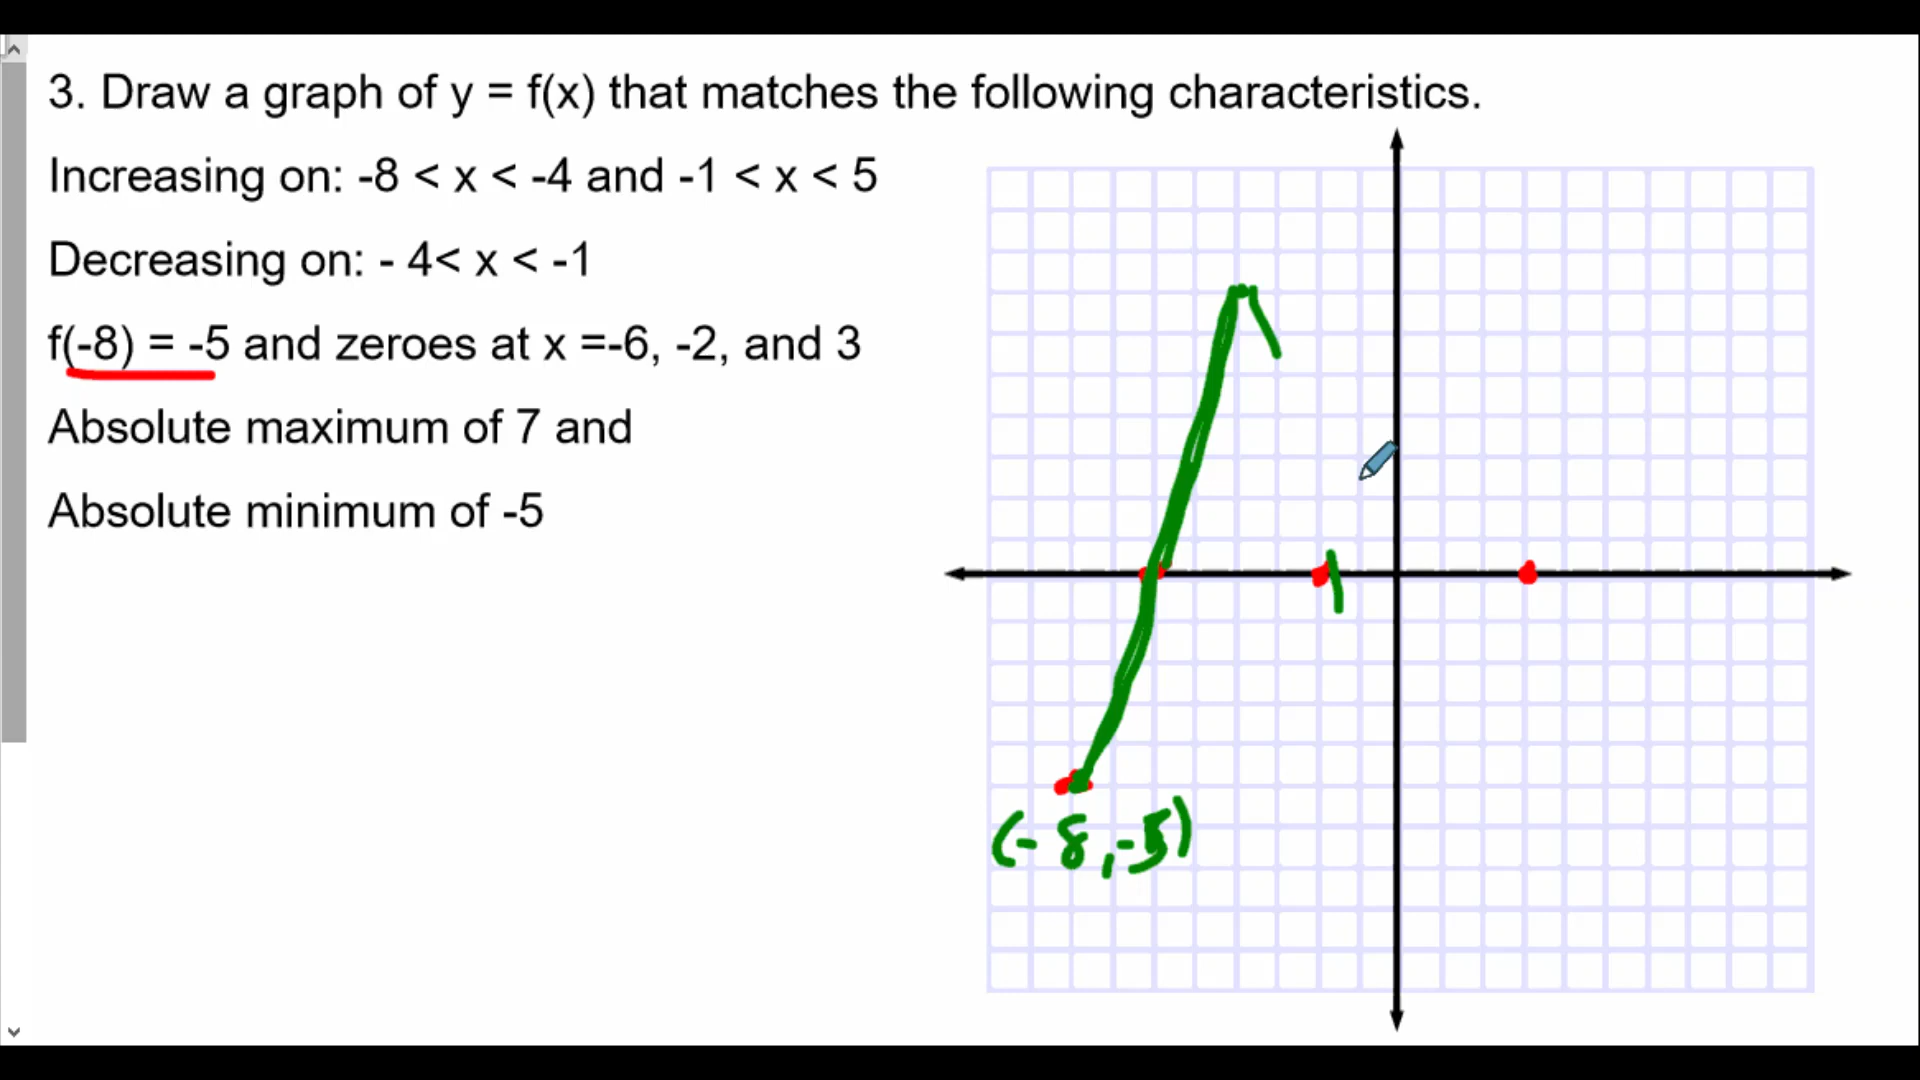 3. Draw a graph of y = f(x) that matches the following characteristics.
Increasing on: -8 < x < -4 and -1 < x < 5
Decreasing on: - 4< x < -1
f(-8) = -5 and zeroes at x =-6, -2, and 3
Absolute maximum of 7 and
Absolute minimum of -5
(-8,-5)